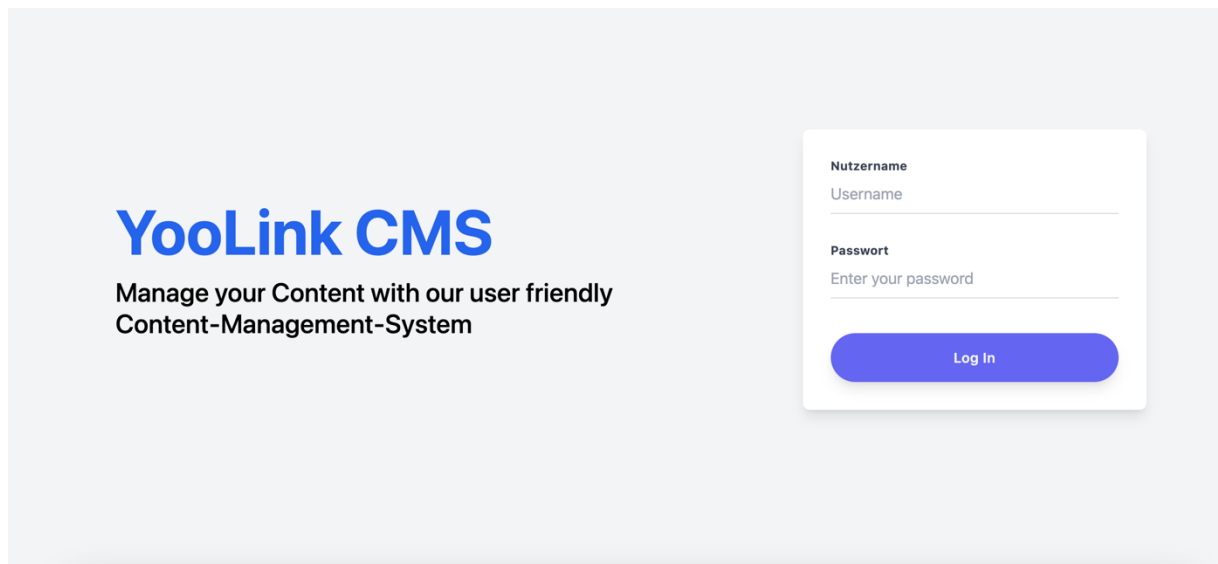 YooLink CMS
Manage your Content with our user friendly
Content-Management-System
Nutzername
Username
Passwort
Enter your password
Log In